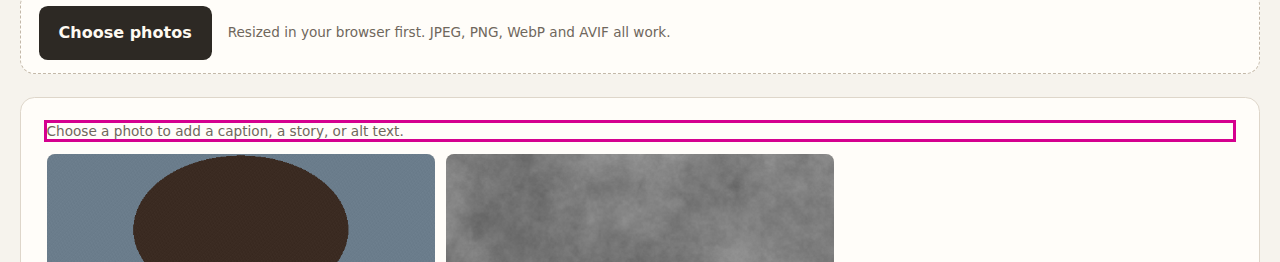 Choose photos
Resized in your browser first. JPEG, PNG, WebP and AVIF all work.
Choose a photo to add a caption, a story, or alt text.